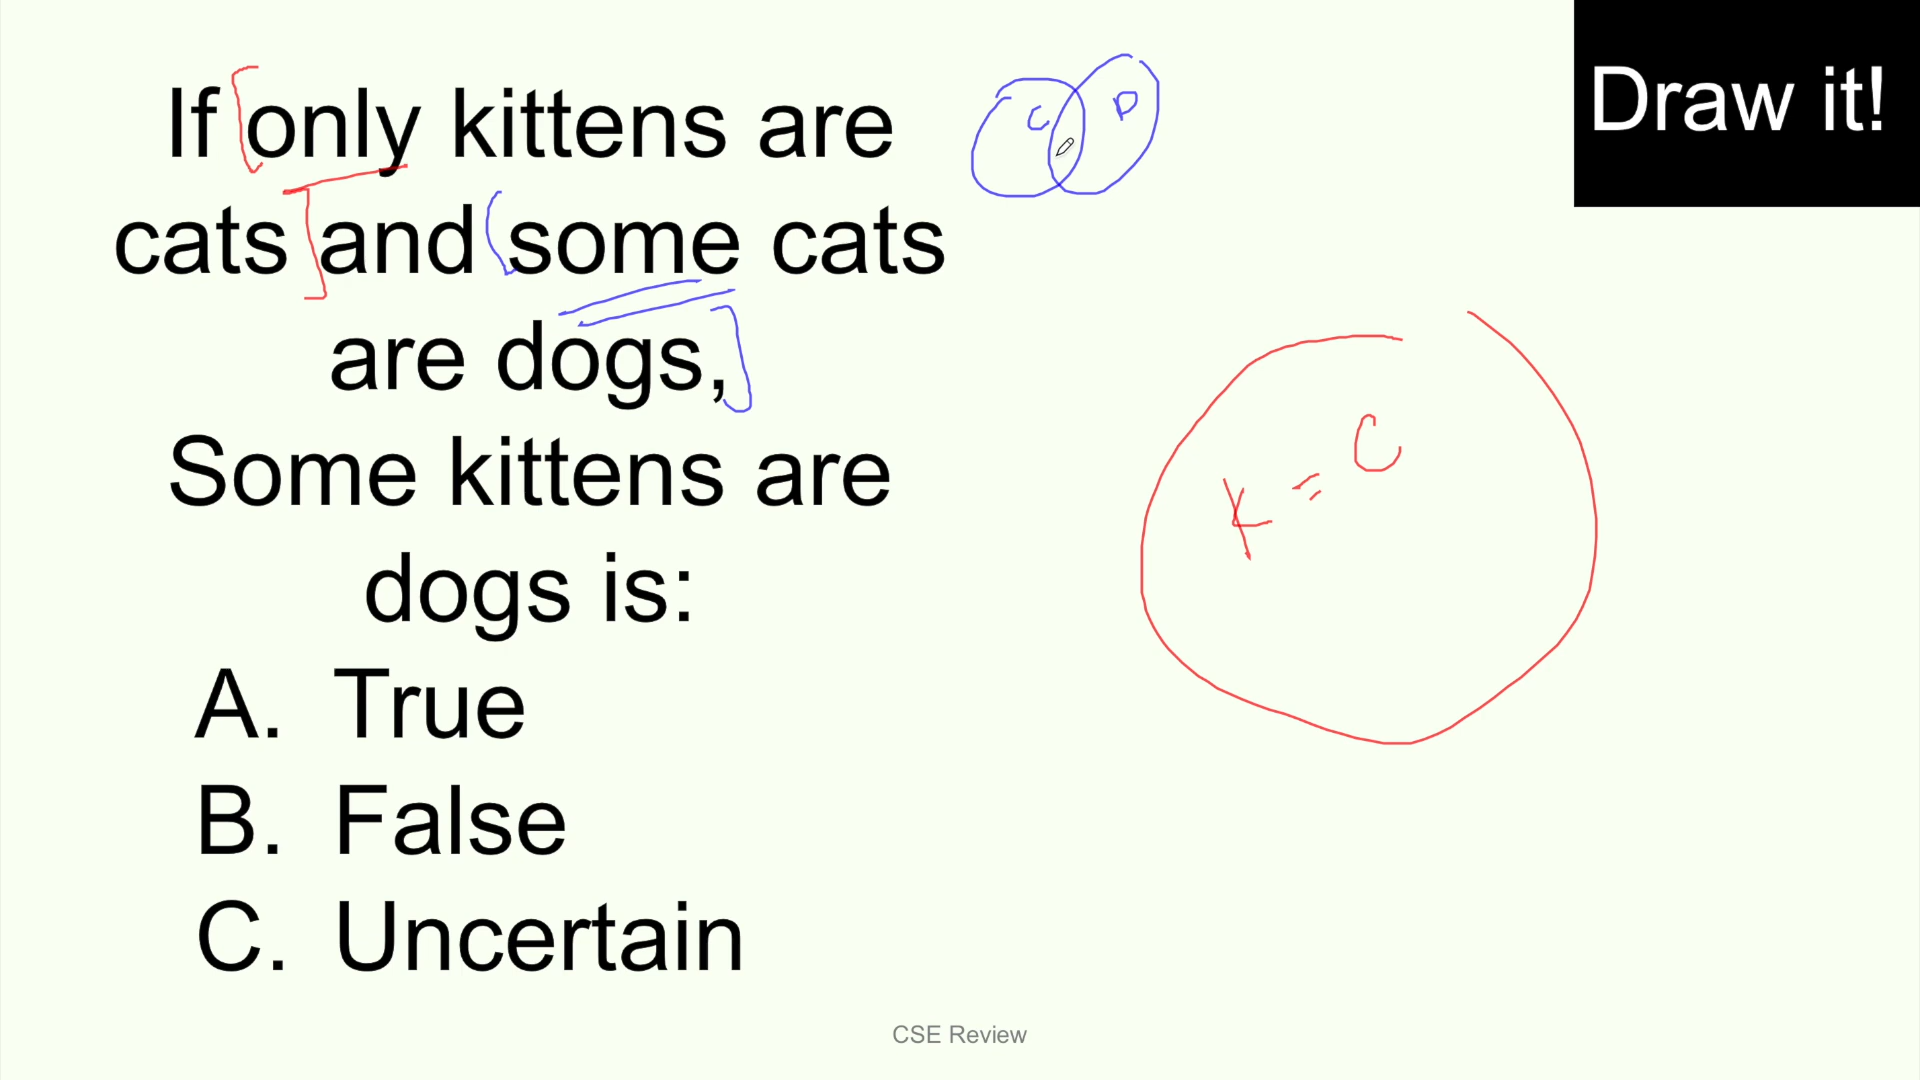 If only kittens are
cats and some cats
are dogs,
Some kittens are
dogs is:
A. True
B. False
C. Uncertain
C D
Draw it!
K = C
CSE Review